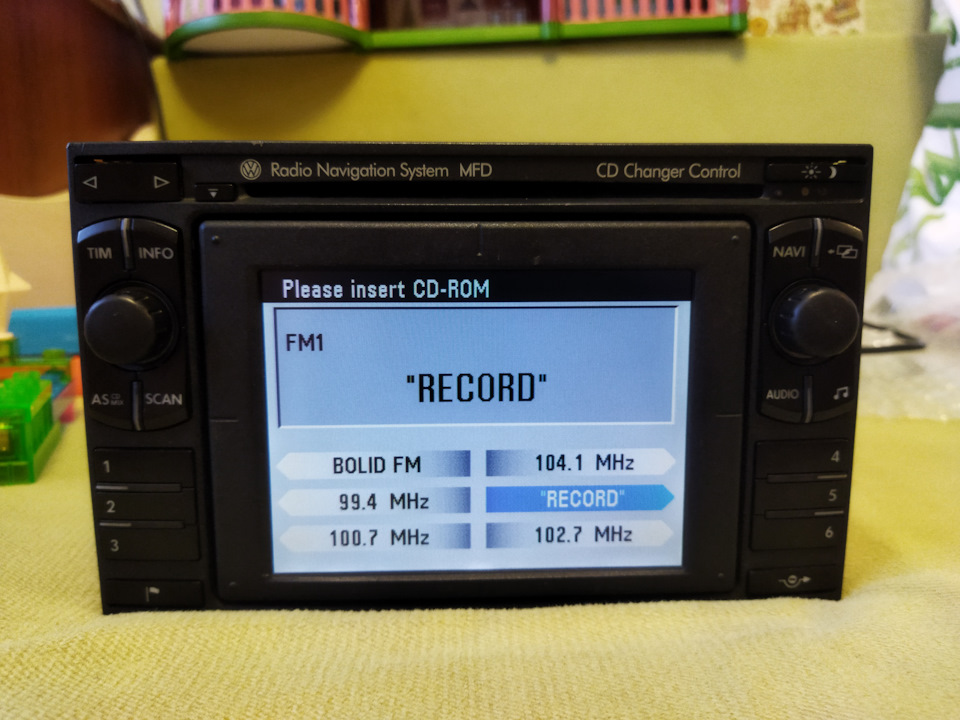 Radio Navigation System MFD
CD Changer Control
TIM
INFO
NAVI
Please insert CD-ROM
FM1
"RECORD"
AS CD
SCAN
AUDIO
BOLID FM
104.1 MHz
99.4 MHz
"RECORD"
100.7 MHz
102.7 MHz
1
2
3
4
5
6